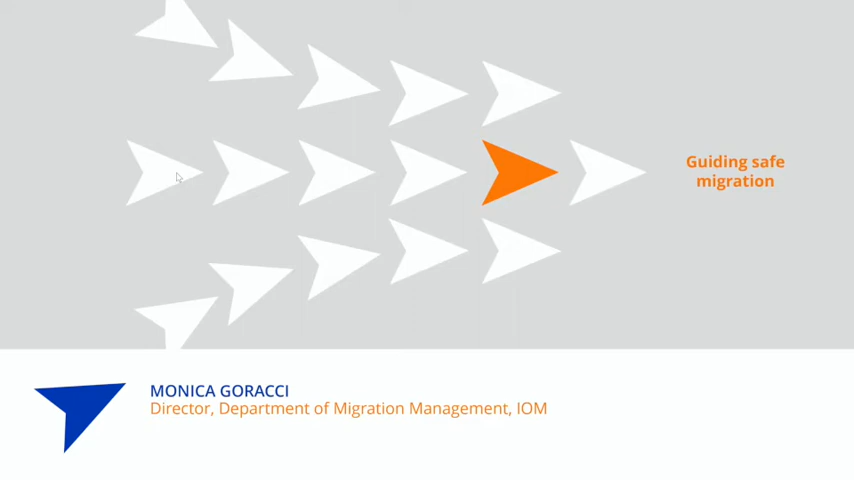 Guiding safe
migration
MONICA GORACCI
Director, Department of Migration Management, IOM